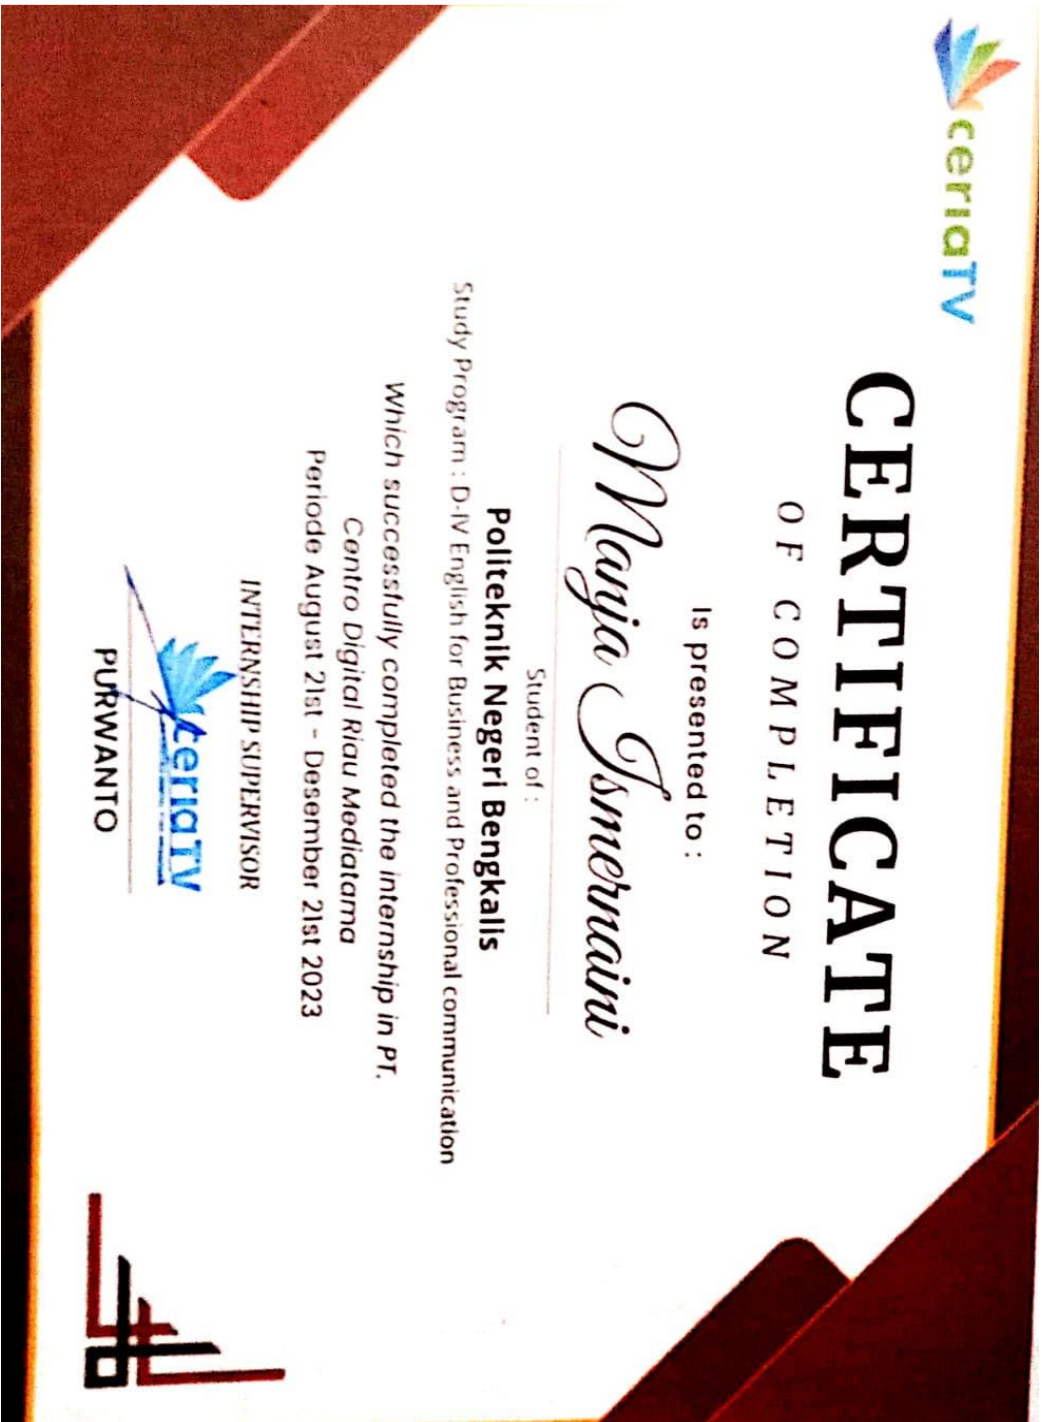 ceriaTV
CERTIFICATE
OF COMPLETION
Is presented to :
Manja Ismernaini
Student of :
Politeknik Negeri Bengkalis
Study Program : D-IV English for Business and Professional communication
Which successfully completed the internship in PT.
Centro Digital Riau Mediatama
Periode August 21st - Desember 21st 2023
INTERNSHIP SUPERVISOR
ceriaTV
PURWANTO